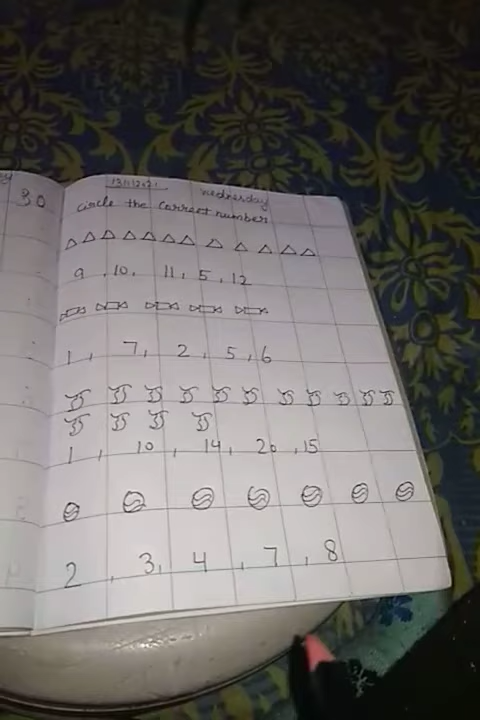 30
wednesday
circle the correct number
9, 10, 11, 5, 12
1, 7, 2, 5, 6
1, 10, 14, 20, 15
2, 3, 4, 7, 8